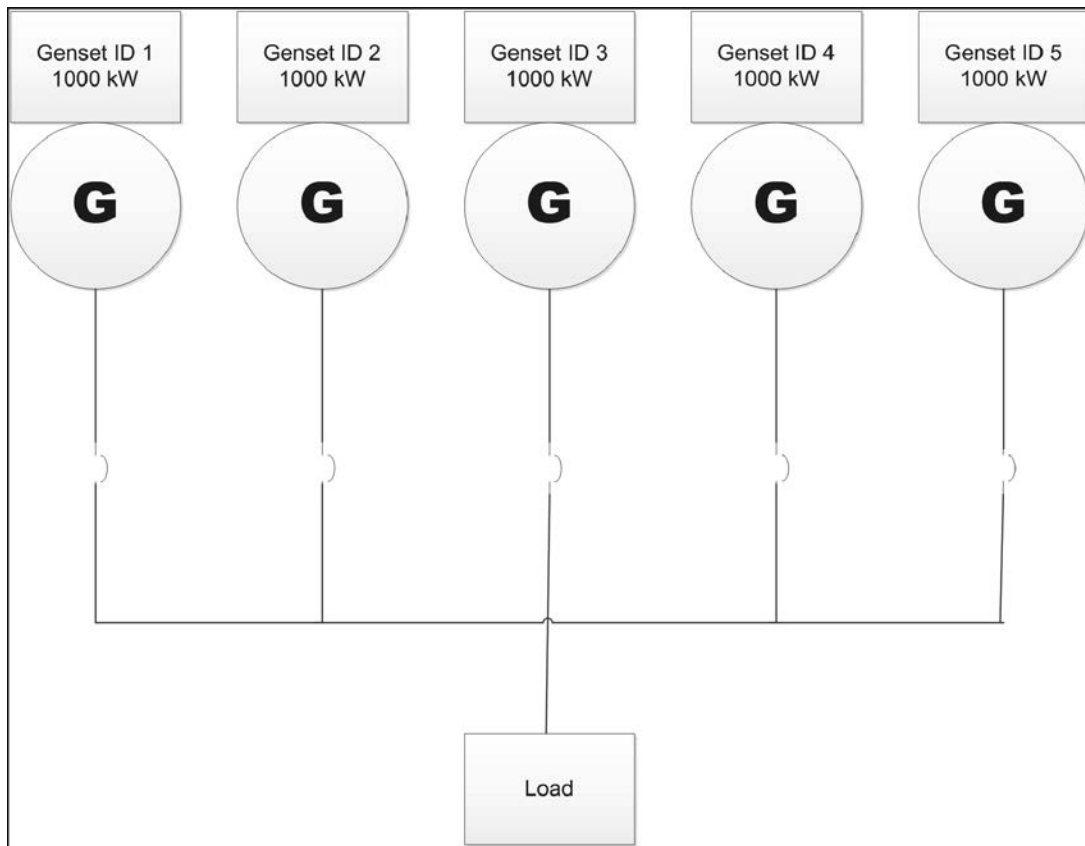 Genset ID 1
1000 kW
Genset ID 2
1000 kW
Genset ID 3
1000 kW
Genset ID 4
1000 kW
Genset ID 5
1000 kW
G
G
G
G
G
Load